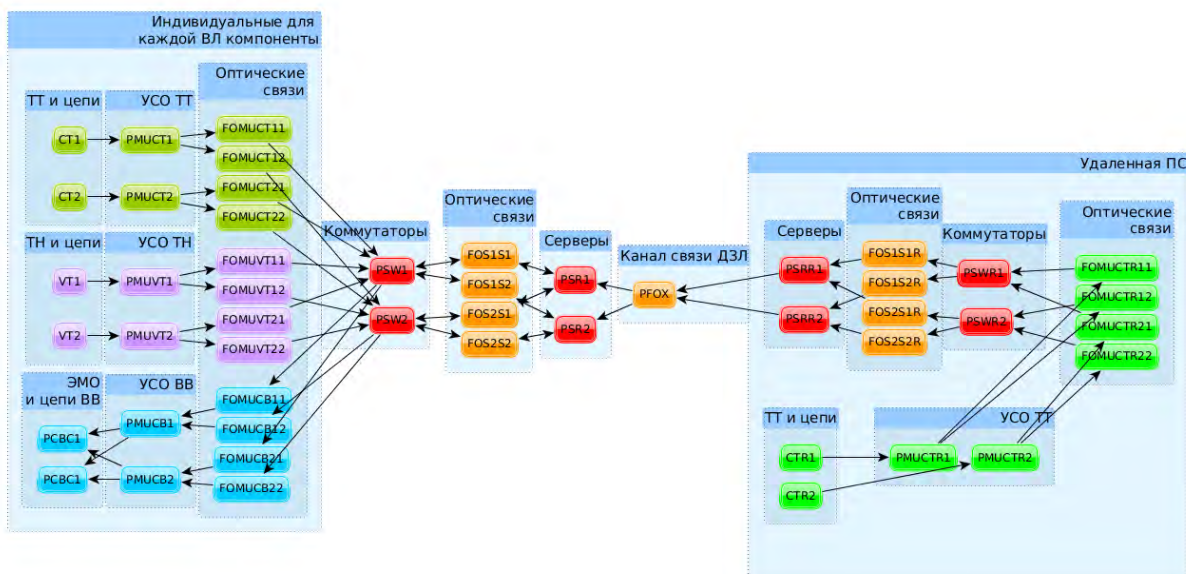 Индивидуальные для
каждой ВЛ компоненты
Оптические
связи
ТТ и цепи
УСО ТТ
CT1
PMUCT1
FOMUCT11
FOMUCT12
CT2
PMUCT2
FOMUCT21
FOMUCT22
ТН и цепи
УСО ТН
VT1
PMUVT1
FOMUVT11
FOMUVT12
VT2
PMUVT2
FOMUVT21
FOMUVT22
ЭМО
и цепи ВВ
УСО ВВ
PCBC1
PMUCB1
FOMUCB11
FOMUCB12
PCBC1
PMUCB2
FOMUCB21
FOMUCB22
Коммутаторы
PSW1
PSW2
Оптические
связи
FOS1S1
FOS1S2
FOS2S1
FOS2S2
Серверы
PSR1
PSR2
Канал связи ДЗЛ
PFOX
Удаленная ПС
Серверы
PSRR1
PSRR2
Оптические
связи
FOS1S1R
FOS1S2R
FOS2S1R
FOS2S2R
Коммутаторы
PSWR1
PSWR2
Оптические
связи
FOMUCTR11
FOMUCTR12
FOMUCTR21
FOMUCTR22
ТТ и цепи
CTR1
CTR2
УСО ТТ
PMUCTR1
PMUCTR2